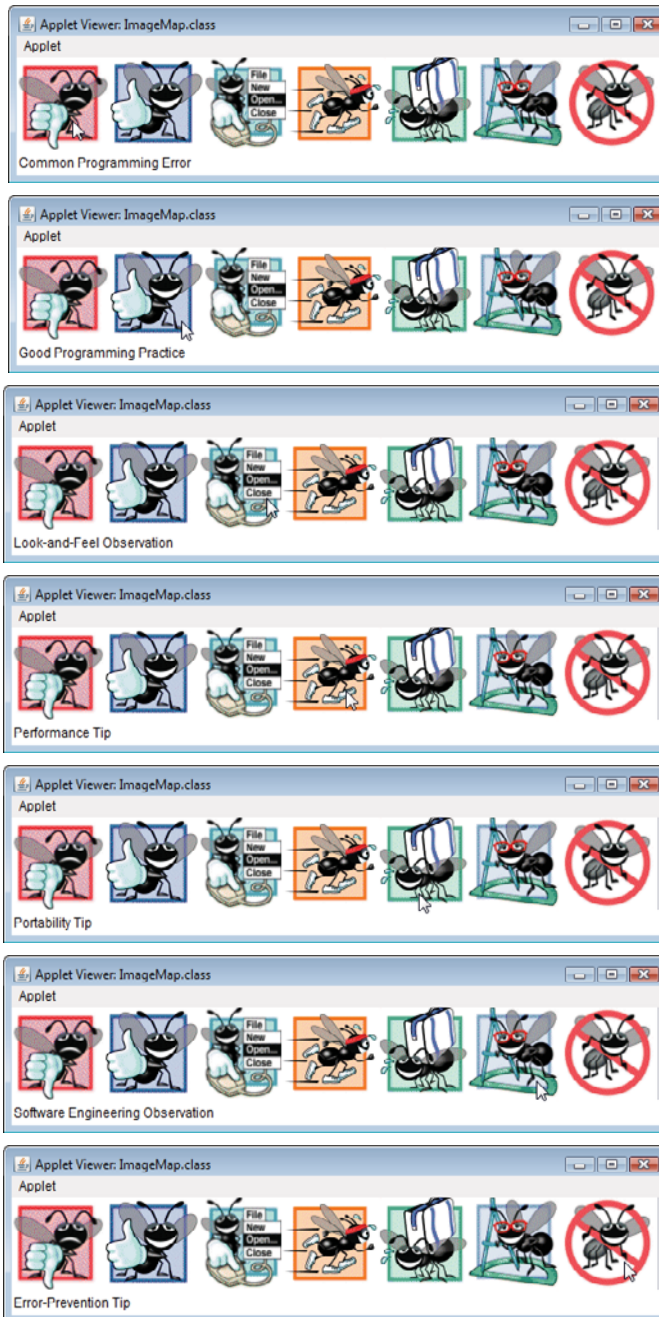 Applet Viewer: ImageMap.class
Applet
File
New
Open...
Close
Common Programming Error
Applet Viewer: ImageMap.class
Applet
File
New
Open...
Close
Good Programming Practice
Applet Viewer: ImageMap.class
Applet
File
New
Open...
Close
Look-and-Feel Observation
Applet Viewer: ImageMap.class
Applet
File
New
Open...
Close
Performance Tip
Applet Viewer: ImageMap.class
Applet
File
New
Open...
Close
Portability Tip
Applet Viewer: ImageMap.class
Applet
File
New
Open...
Close
Software Engineering Observation
Applet Viewer: ImageMap.class
Applet
File
New
Open...
Close
Error-Prevention Tip